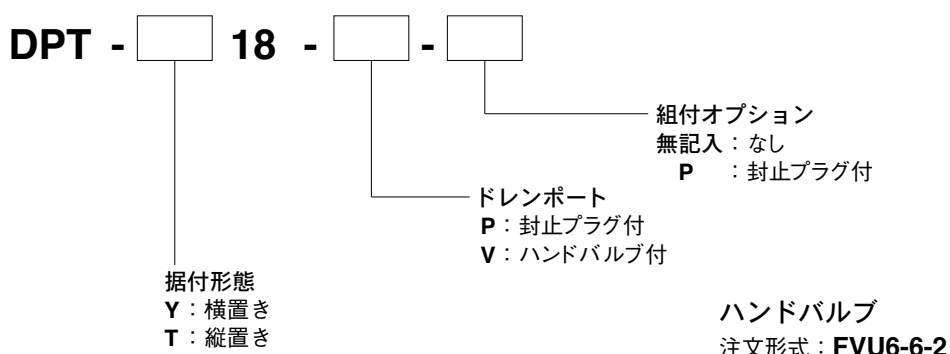 DPT - 18 - -
組付オプション
無記入：なし
P ：封止プラグ付
ドレンポート
P：封止プラグ付
V：ハンドバルブ付
据付形態
Y：横置き
T：縦置き
ハンドバルブ
注文形式：FVU6-6-2